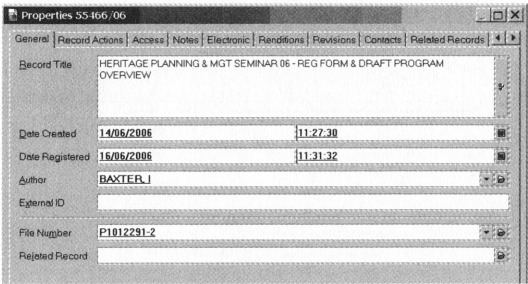 Properties 55466/06
General Record Actions Access Notes Electronic Renditions Revisions Contacts Related Records
Record Title HERITAGE PLANNING & MGT SEMINAR 06 - REG FORM & DRAFT PROGRAM
OVERVIEW
Date Created 14/06/2006 11:27:30
Date Registered 16/06/2006 11:31:32
Author BAXTER, I
External ID
File Number P1012291-2
Related Record